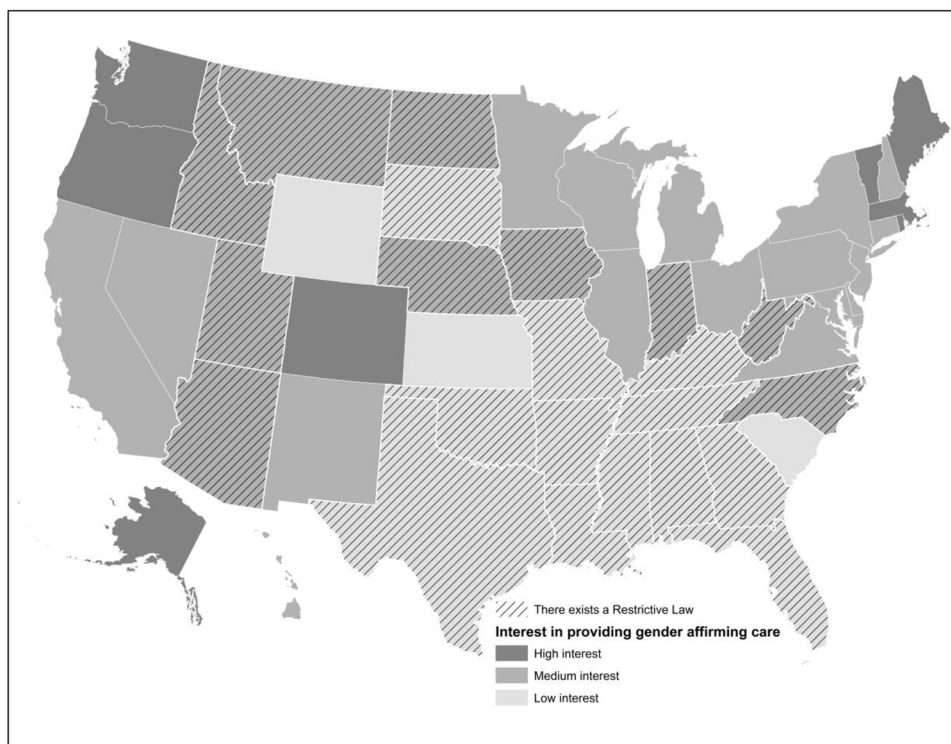 There exists a Restrictive Law
Interest in providing gender affirming care
High interest
Medium interest
Low interest